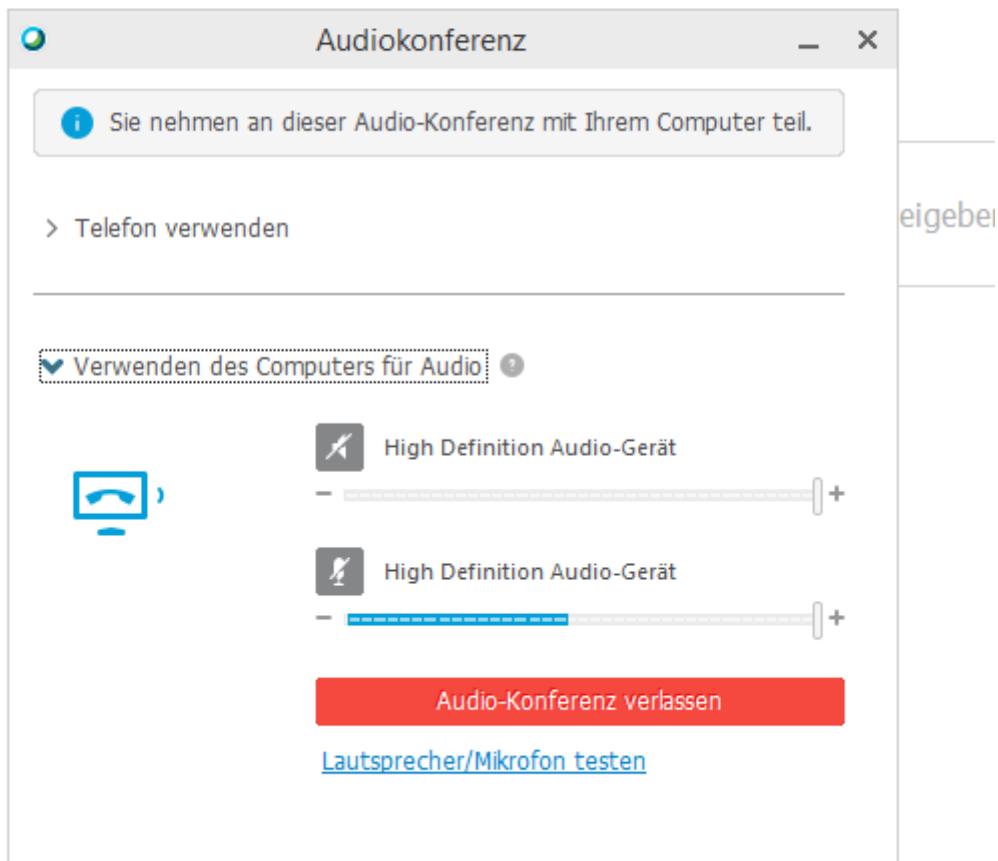 Audiokonferenz
Sie nehmen an dieser Audio-Konferenz mit Ihrem Computer teil.
Telefon verwenden
eigeben
Verwenden des Computers für Audio
High Definition Audio-Gerät
High Definition Audio-Gerät
Audio-Konferenz verlassen
Lautsprecher/Mikrofon testen